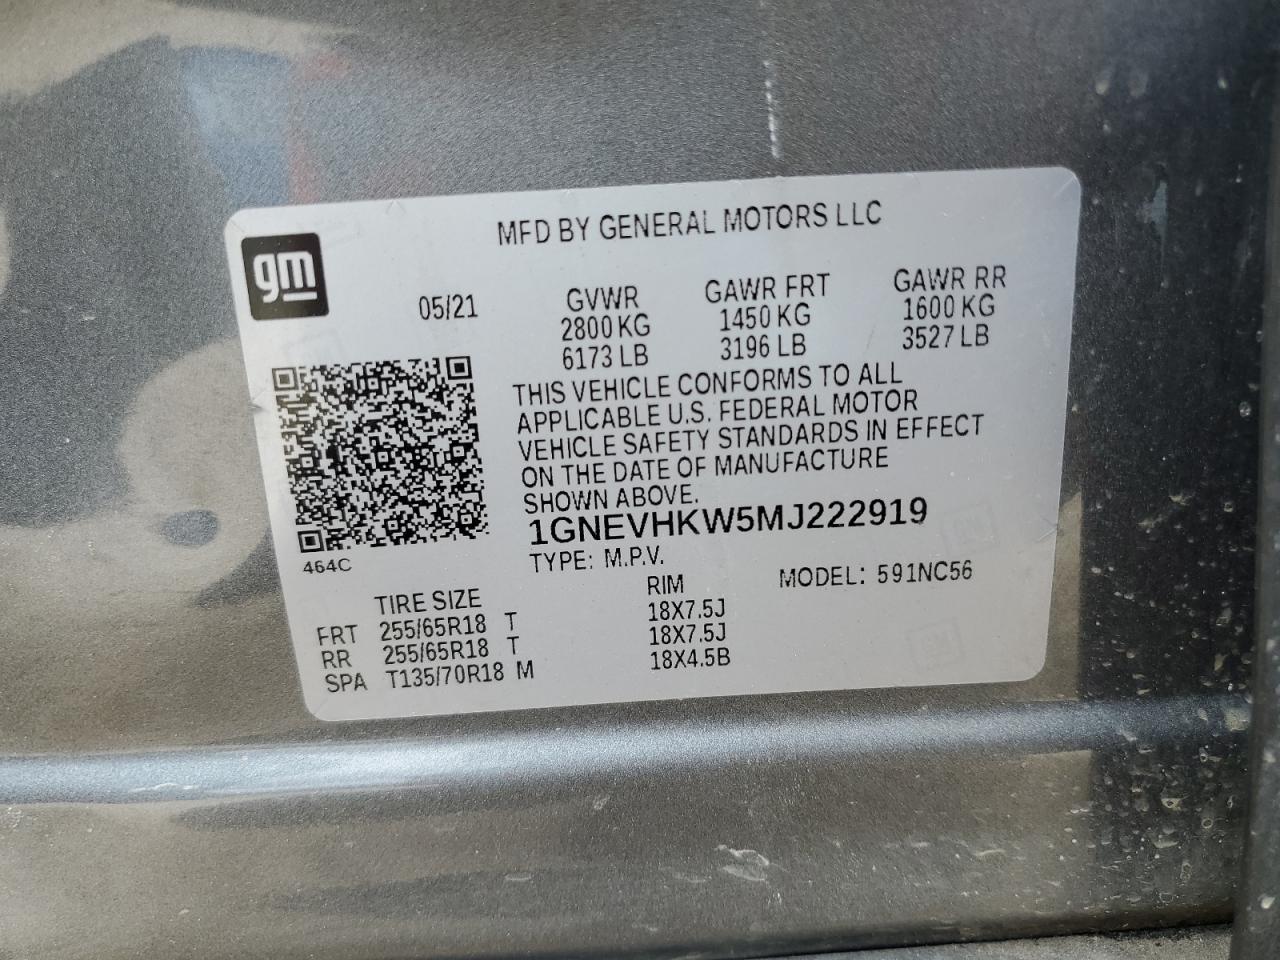 MFD BY GENERAL MOTORS LLC
gm
05/21
GVWR GAWR FRT GAWR RR
2800 KG 1450 KG 1600 KG
6173 LB 3196 LB 3527 LB
THIS VEHICLE CONFORMS TO ALL
APPLICABLE U.S. FEDERAL MOTOR
VEHICLE SAFETY STANDARDS IN EFFECT
ON THE DATE OF MANUFACTURE
SHOWN ABOVE.
1GNEVHKW5MJ222919
464C
TYPE: M.P.V. MODEL: 591NC56
TIRE SIZE RIM
FRT 255/65R18 T 18X7.5J
RR 255/65R18 T 18X7.5J
SPA T135/70R18 M 18X4.5B